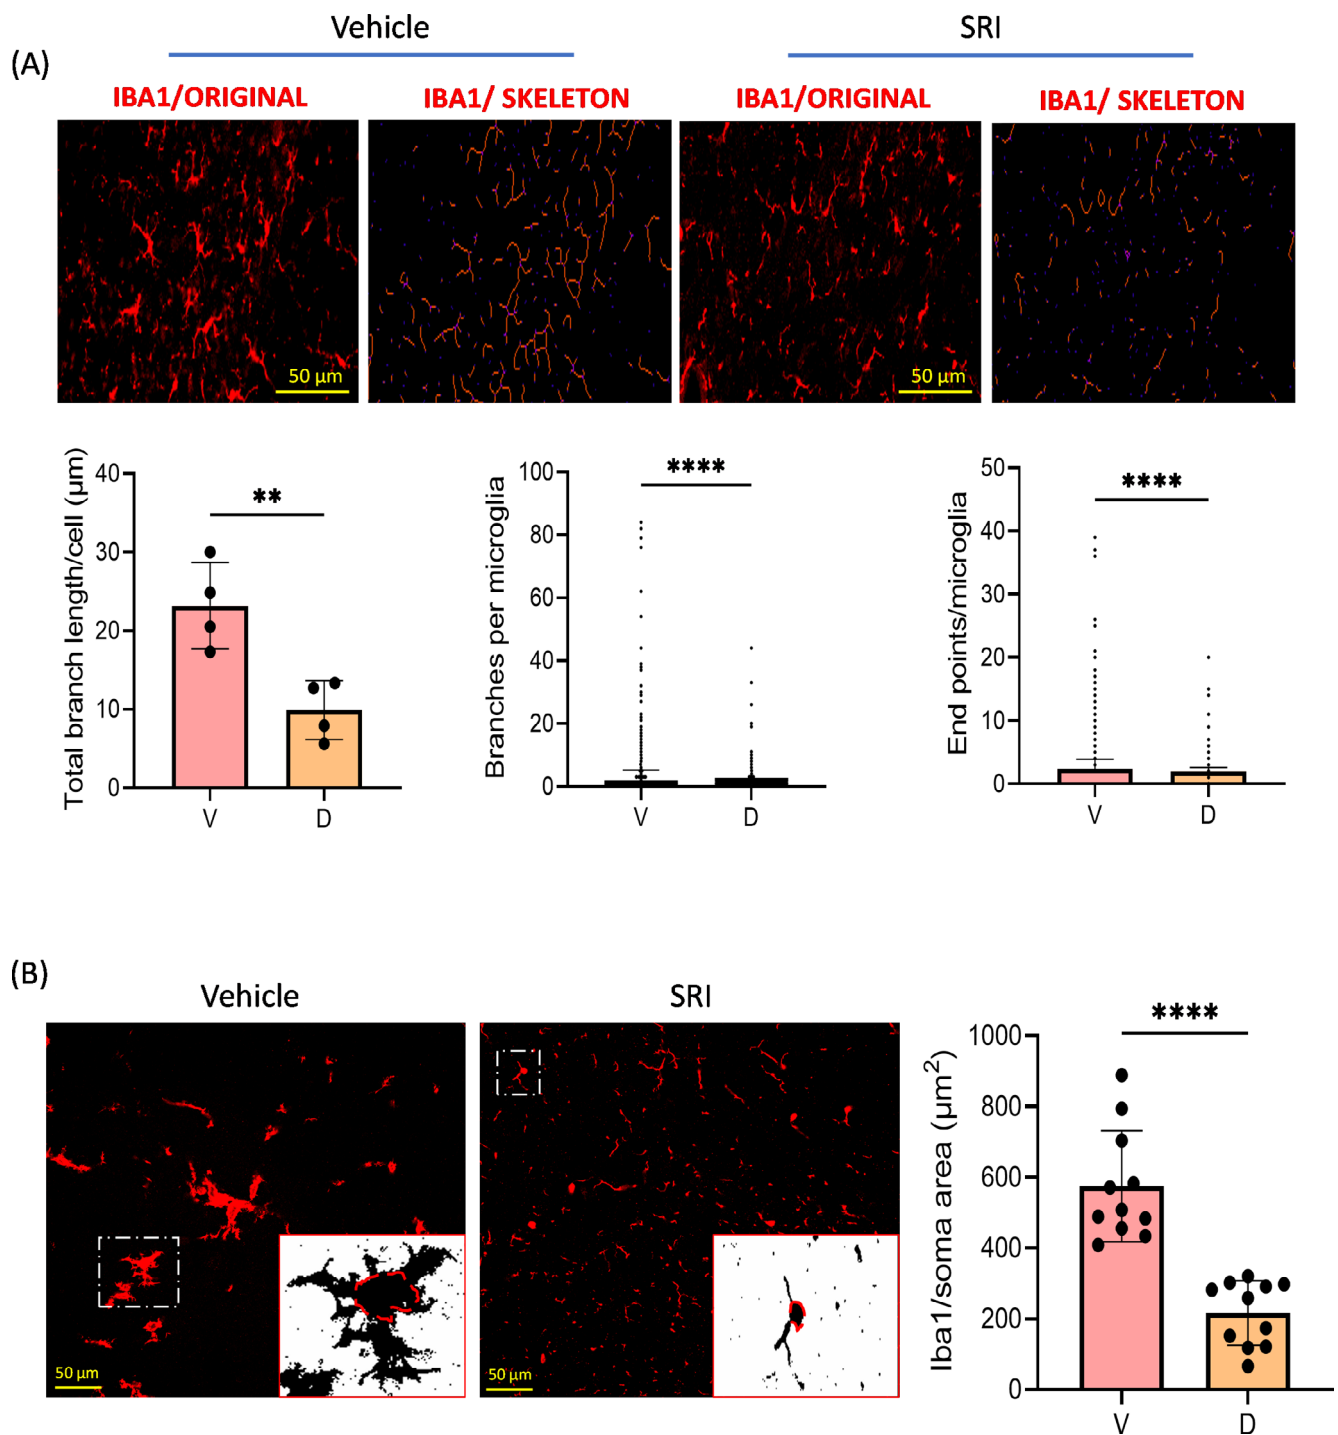 Vehicle SRI
(A)
IBA1/ORIGINAL IBA1/ SKELETON IBA1/ORIGINAL IBA1/ SKELETON
50 µm 50 µm
Total branch length/cell (µm)
40
30
20
10
0
**
V D
Branches per microglia
100
80
60
40
20
0
****
V D
End points/microglia
50
40
30
20
10
0
****
V D
(B)
Vehicle SRI
50 µm 50 µm
Iba1/soma area (µm²)
1000
800
600
400
200
0
****
V D